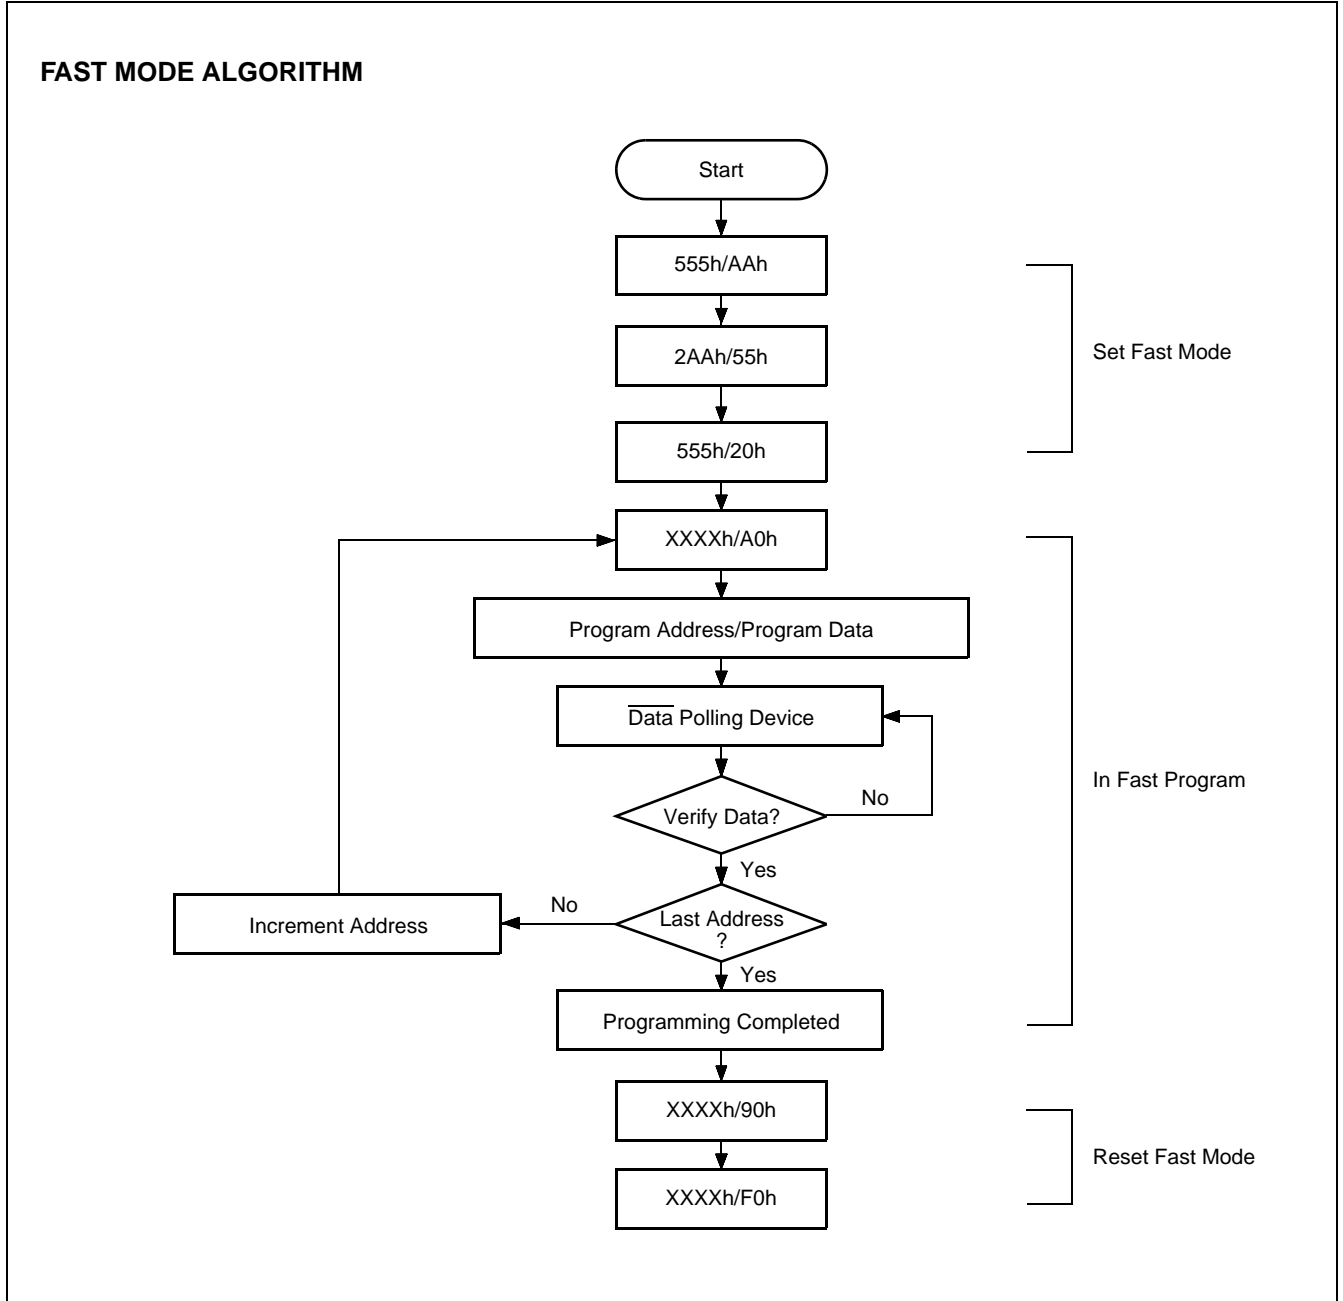 FAST MODE ALGORITHM
Start
555h/AAh
2AAh/55h
Set Fast Mode
555h/20h
XXXXh/A0h
Program Address/Program Data
Data Polling Device
In Fast Program
Verify Data?
No
Yes
Last Address
?
No
Increment Address
Yes
Programming Completed
XXXXh/90h
Reset Fast Mode
XXXXh/F0h